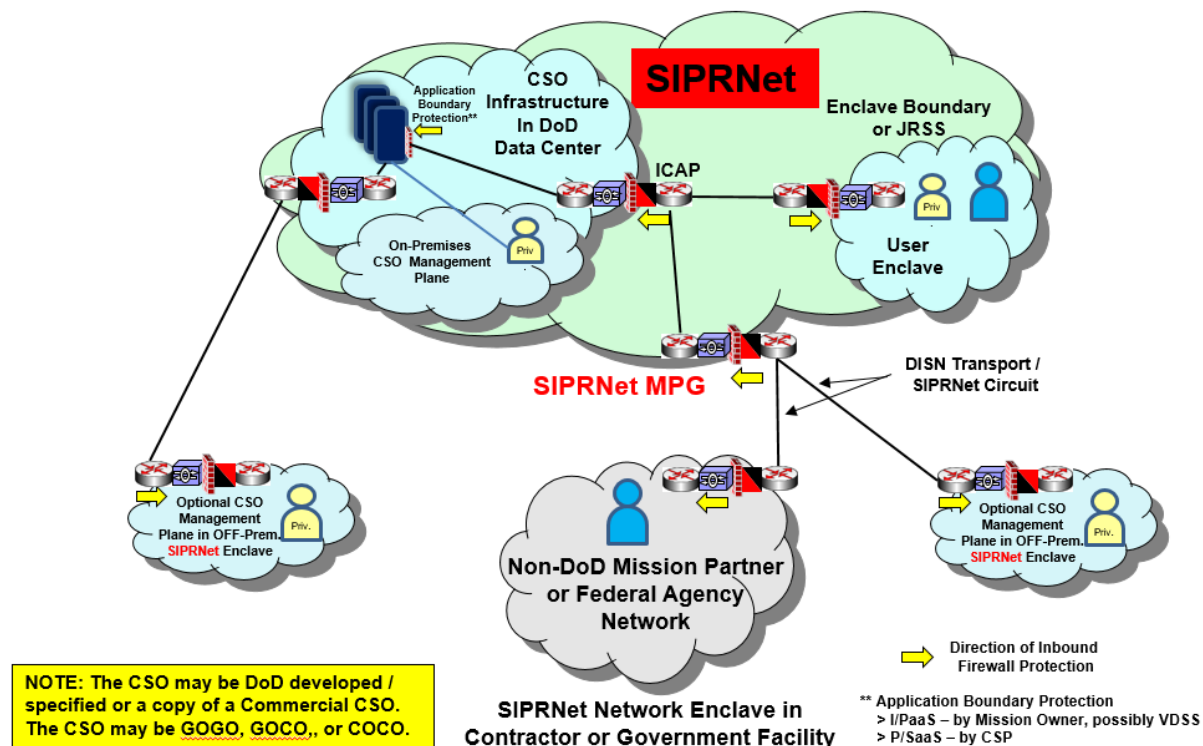 SIPRNet
CSO
Infrastructure
In DoD
Data Center
Application
Boundary
Protection**
Enclave Boundary
or JRSS
ICAP
Priv
User
Enclave
On-Premises
CSO Management
Plane
Priv
SIPRNet MPG
DISN Transport /
SIPRNet Circuit
Optional CSO
Management
Plane in OFF-Prem.
SIPRNet Enclave
Priv.
Non-DoD Mission Partner
or Federal Agency
Network
Optional CSO
Management
Plane in OFF-Prem.
SIPRNet Enclave
Priv.
Direction of Inbound
Firewall Protection
NOTE: The CSO may be DoD developed /
specified or a copy of a Commercial CSO.
The CSO may be GOGO, GOCO,, or COCO.
SIPRNet Network Enclave in
Contractor or Government Facility
** Application Boundary Protection
> I/PaaS – by Mission Owner, possibly VDSS
> P/SaaS – by CSP